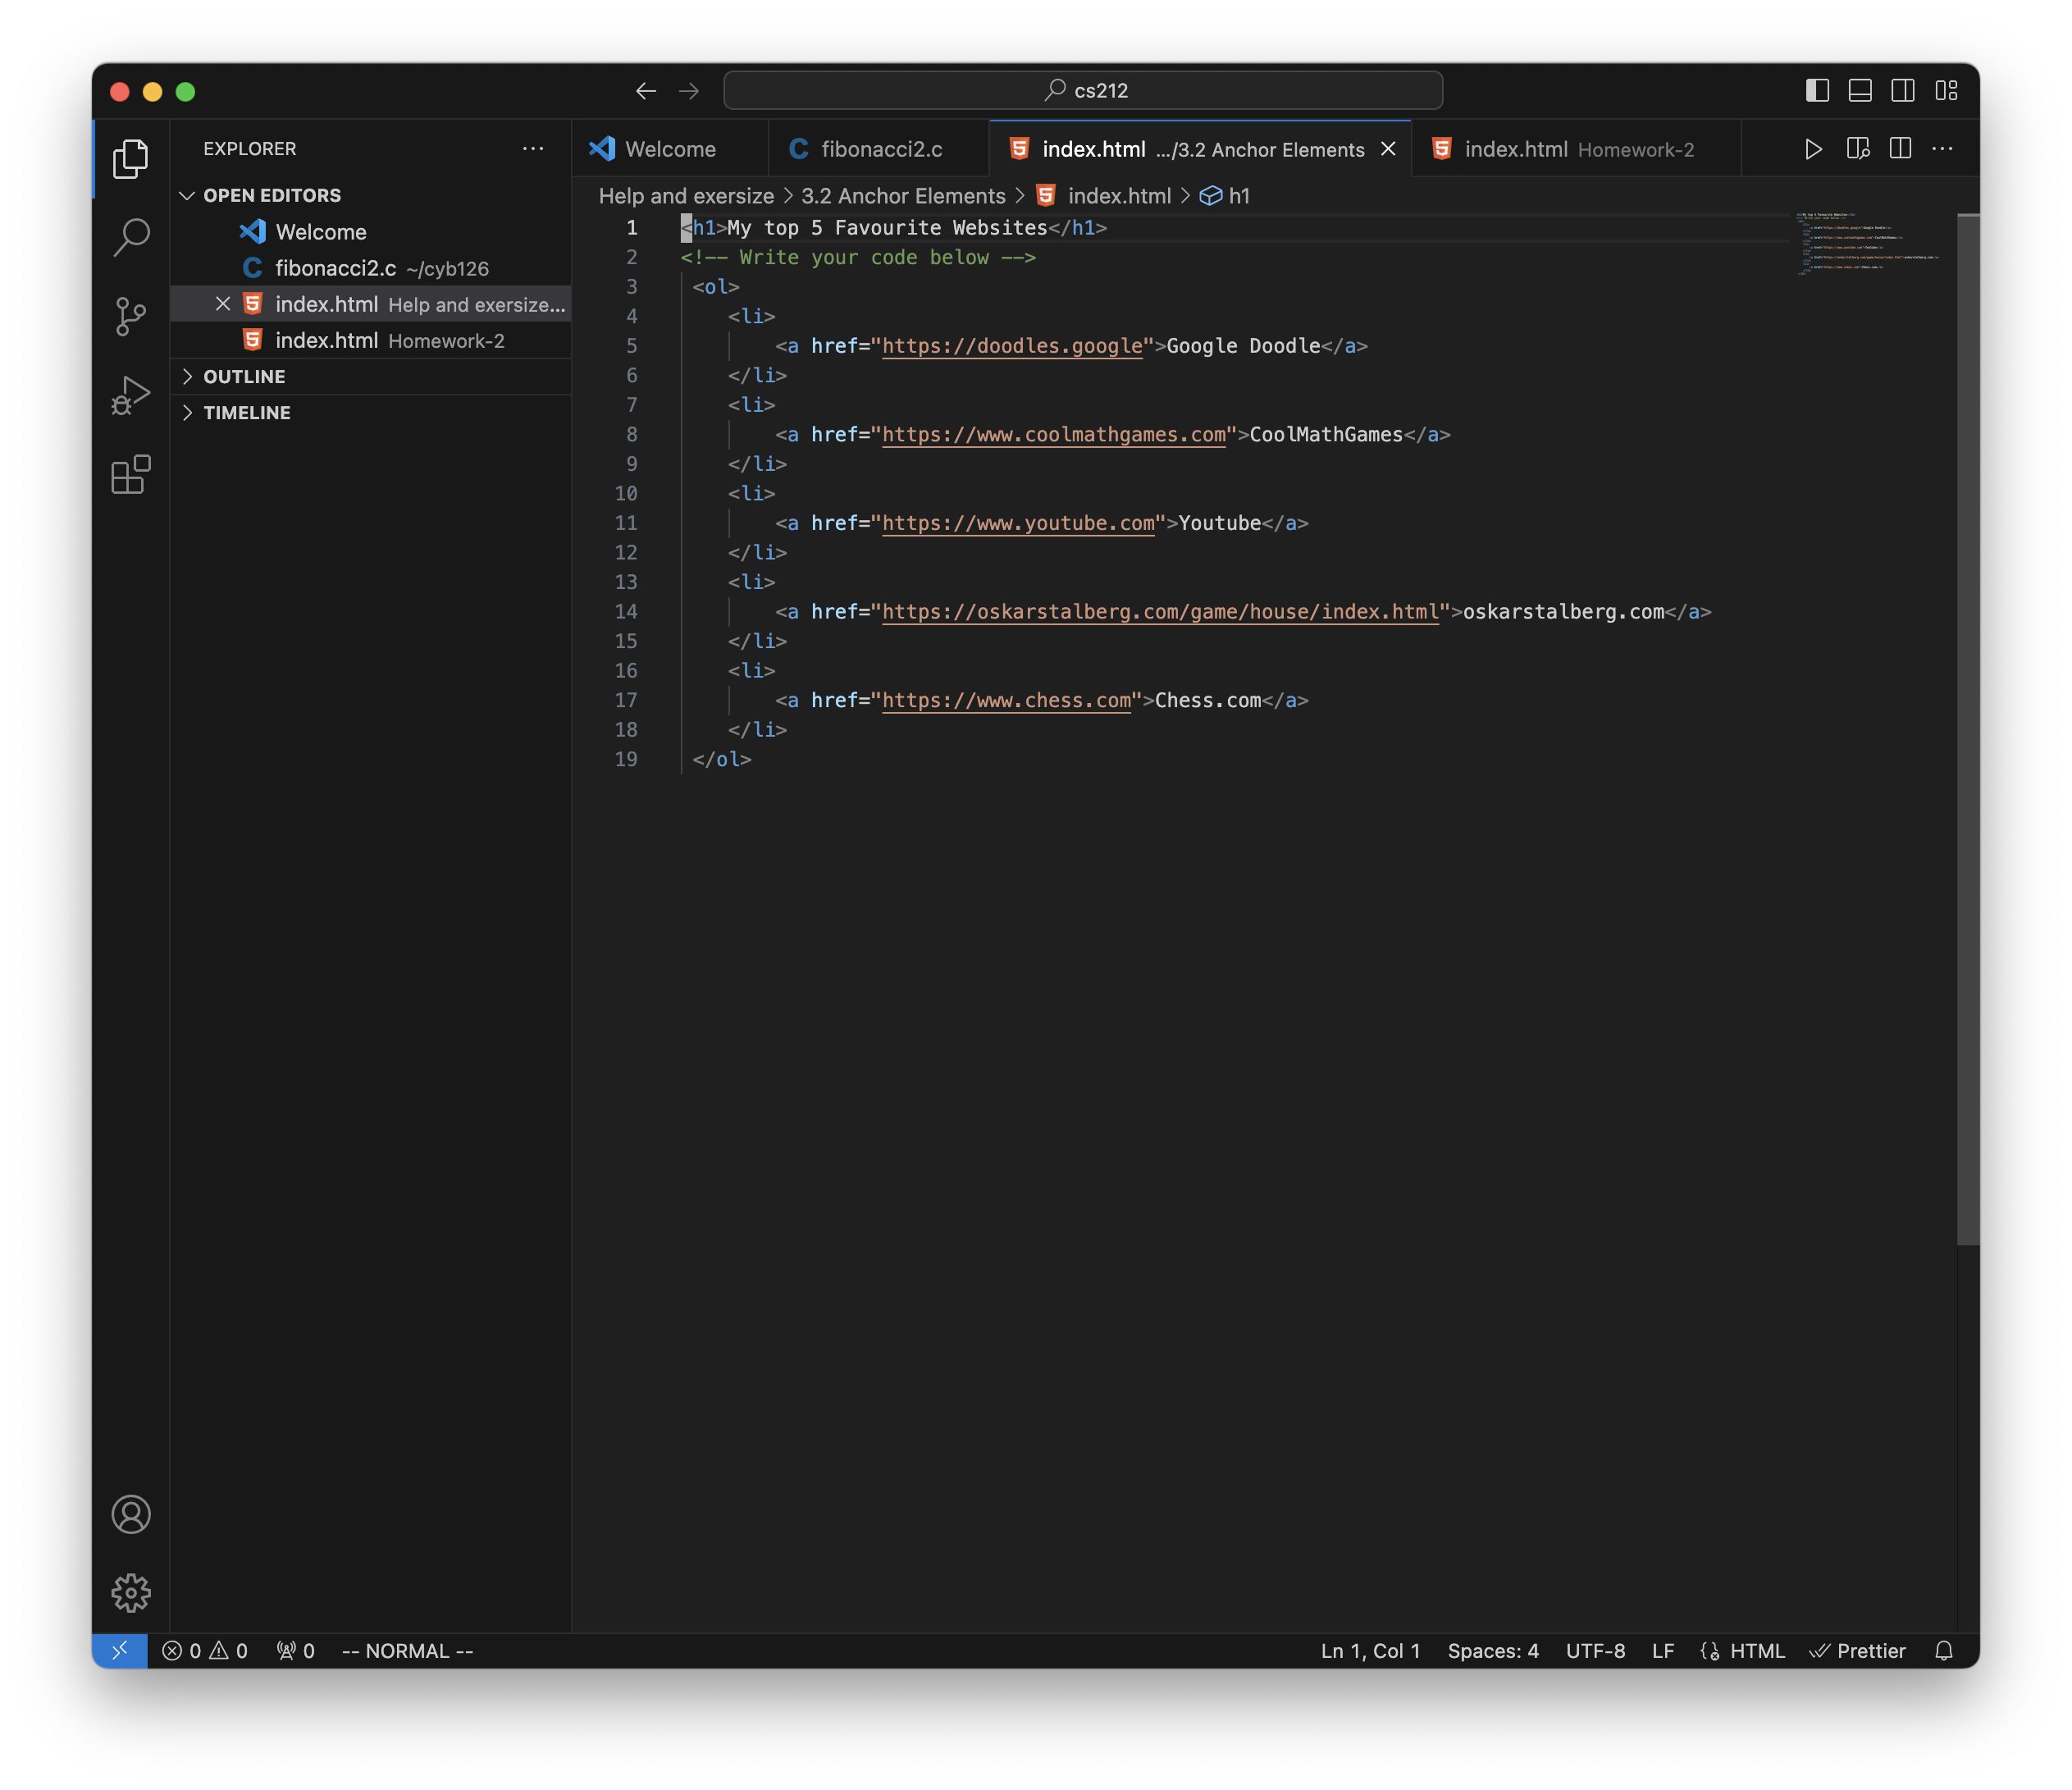 cs212
EXPLORER
Welcome
fibonacci2.c
index.html .../3.2 Anchor Elements
index.html Homework-2
OPEN EDITORS
Welcome
fibonacci2.c ~/cyb126
index.html Help and exersize...
index.html Homework-2
OUTLINE
TIMELINE
Help and exersize > 3.2 Anchor Elements > index.html > h1
1 <h1>My top 5 Favourite Websites</h1>
2 <!-- Write your code below -->
3 <ol>
4 <li>
5 <a href="https://doodles.google">Google Doodle</a>
6 </li>
7 <li>
8 <a href="https://www.coolmathgames.com">CoolMathGames</a>
9 </li>
10 <li>
11 <a href="https://www.youtube.com">Youtube</a>
12 </li>
13 <li>
14 <a href="https://oskarstalberg.com/game/house/index.html">oskarstalberg.com</a>
15 </li>
16 <li>
17 <a href="https://www.chess.com">Chess.com</a>
18 </li>
19 </ol>
0 0 0 -- NORMAL -- Ln 1, Col 1 Spaces: 4 UTF-8 LF HTML Prettier